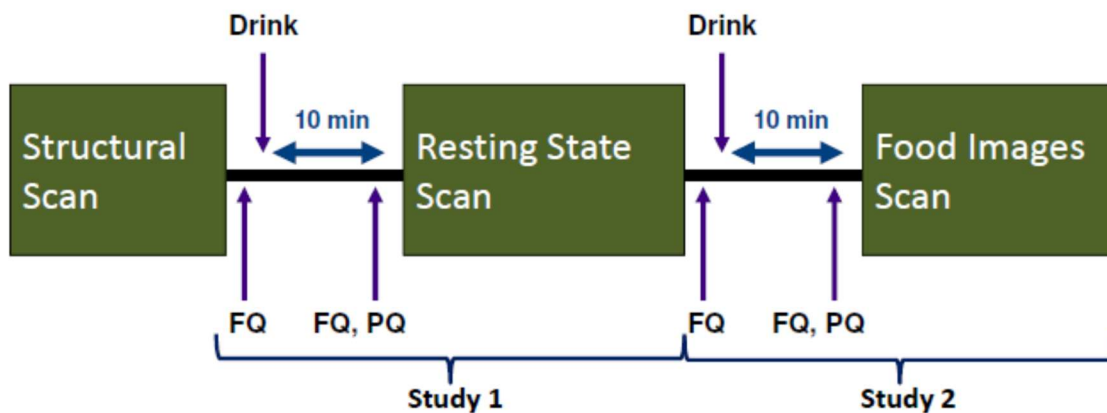 Drink
Drink
10 min
10 min
Structural
Scan
Resting State
Scan
Food Images
Scan
FQ
FQ, PQ
FQ
FQ, PQ
Study 1
Study 2